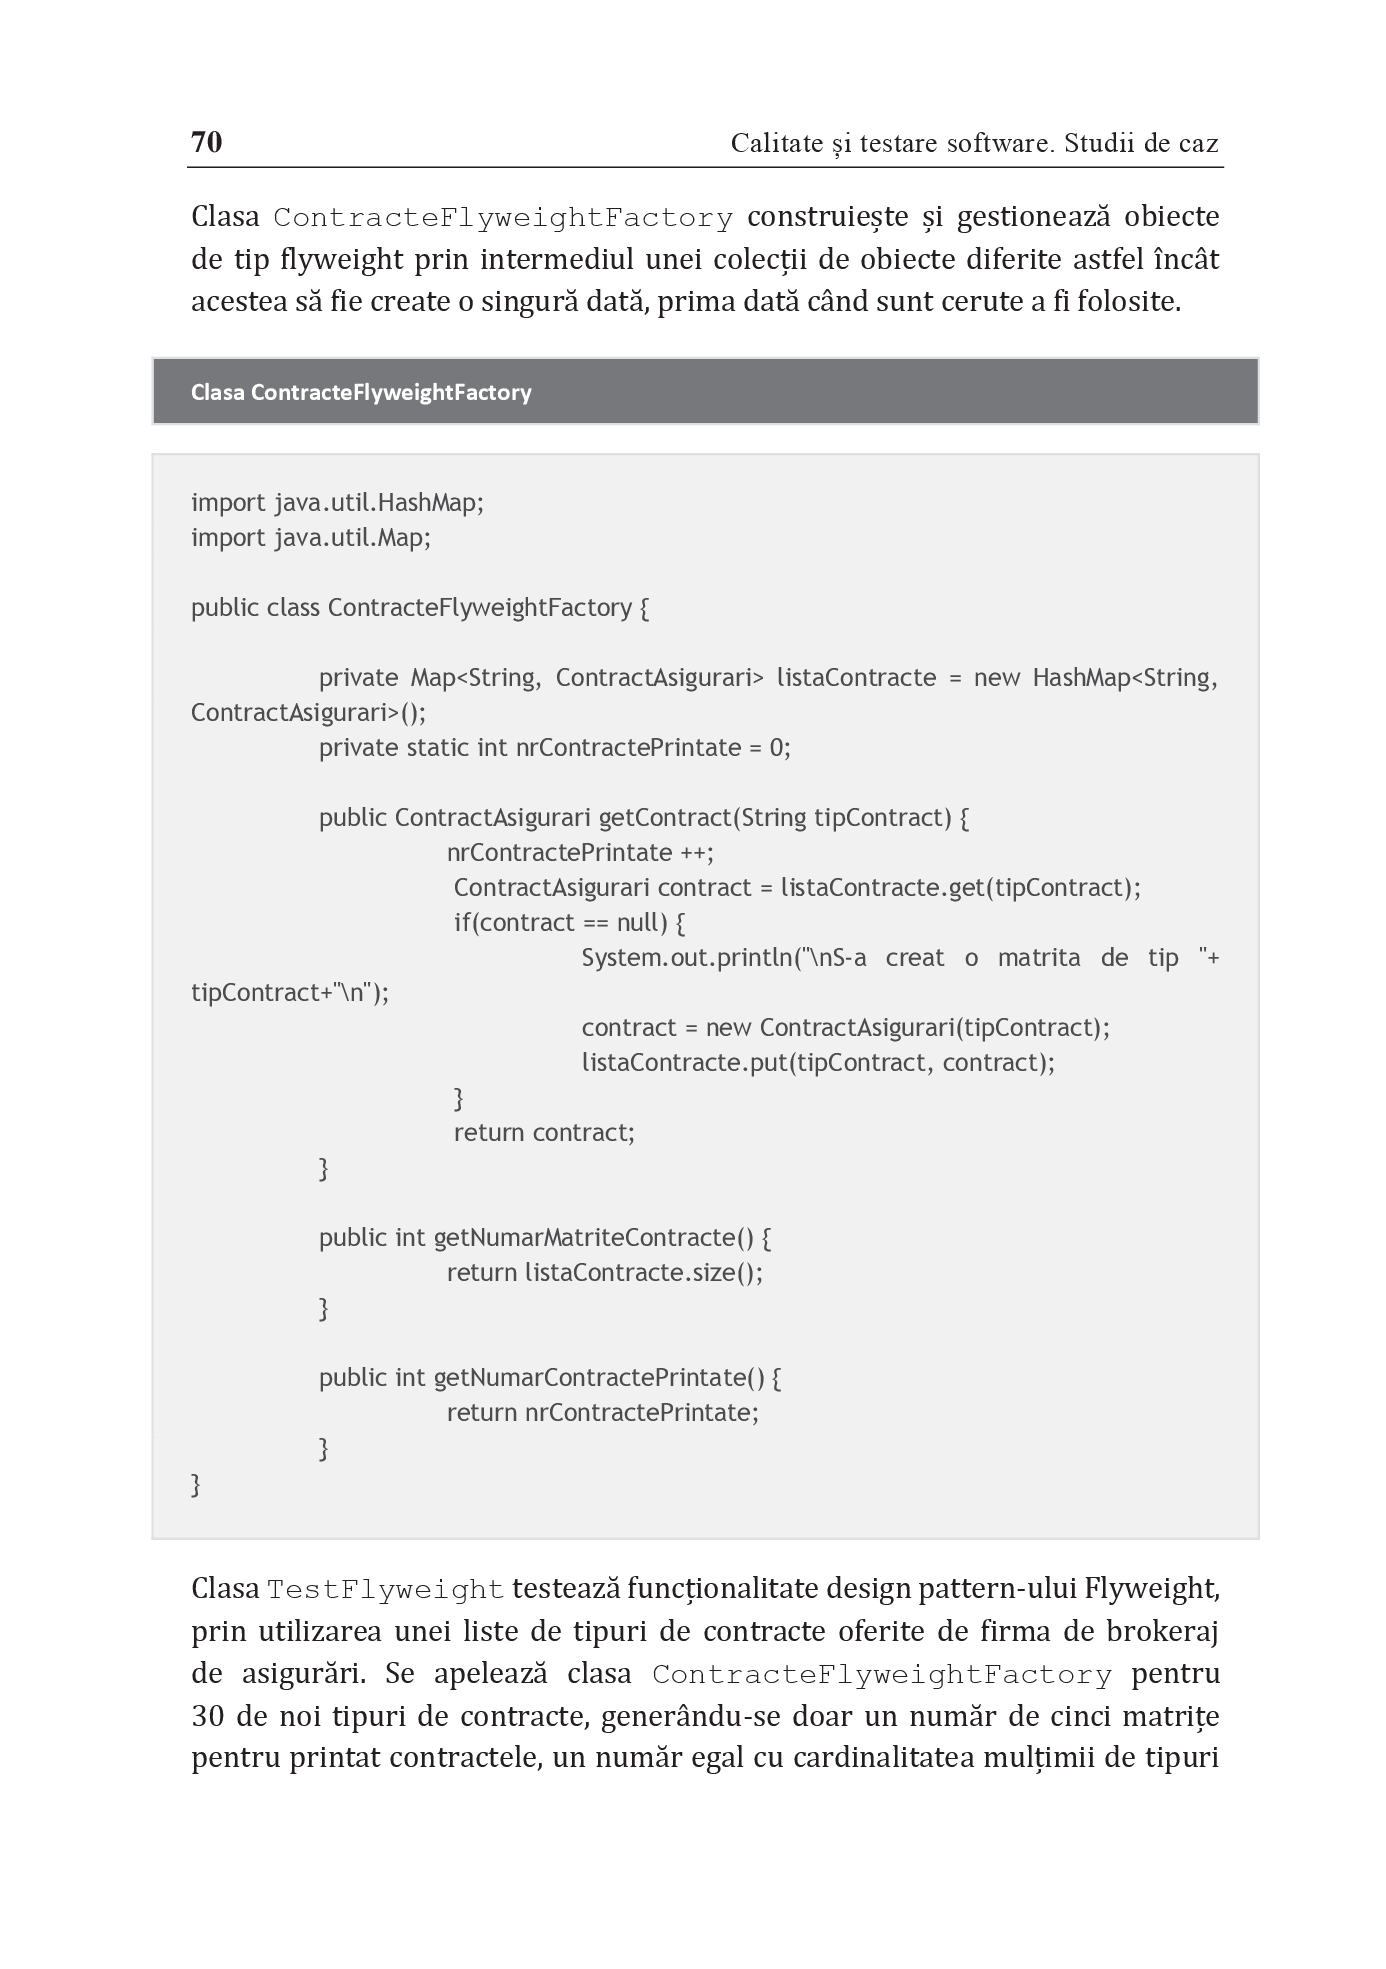 70 Calitate și testare software. Studii de caz
Clasa ContracteFlyweightFactory construiește și gestionează obiecte
de tip flyweight prin intermediul unei colecții de obiecte diferite astfel încât
acestea să fie create o singură dată, prima dată când sunt cerute a fi folosite.
Clasa ContracteFlyweightFactory
import java.util.HashMap;
import java.util.Map;
public class ContracteFlyweightFactory {
private Map<String, ContractAsigurari> listaContracte = new HashMap<String,
ContractAsigurari>();
private static int nrContractePrintate = 0;
public ContractAsigurari getContract(String tipContract) {
nrContractePrintate ++;
ContractAsigurari contract = listaContracte.get(tipContract);
if(contract == null) {
System.out.println("\nS-a creat o matrita de tip "+
tipContract+"\n");
contract = new ContractAsigurari(tipContract);
listaContracte.put(tipContract, contract);
}
return contract;
}
public int getNumarMatriteContracte() {
return listaContracte.size();
}
public int getNumarContractePrintate() {
return nrContractePrintate;
}
}
Clasa TestFlyweight testează funcționalitate design pattern-ului Flyweight,
prin utilizarea unei liste de tipuri de contracte oferite de firma de brokeraj
de asigurări. Se apelează clasa ContracteFlyweightFactory pentru
30 de noi tipuri de contracte, generându-se doar un număr de cinci matrițe
pentru printat contractele, un număr egal cu cardinalitatea mulțimii de tipuri